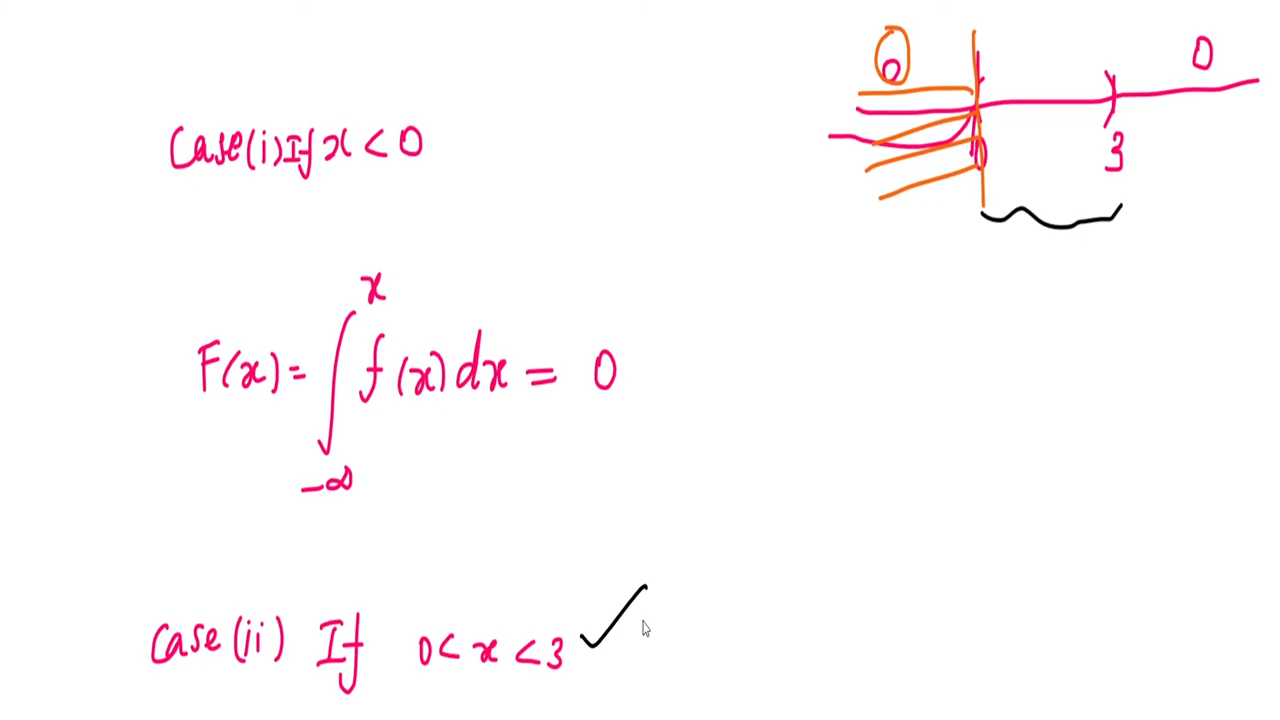 0 0
0 3
Case(i) If x < 0
F(x) = ∫_{-∞}^{x} f(x) dx = 0
Case(ii) If 0 < x < 3 ✓